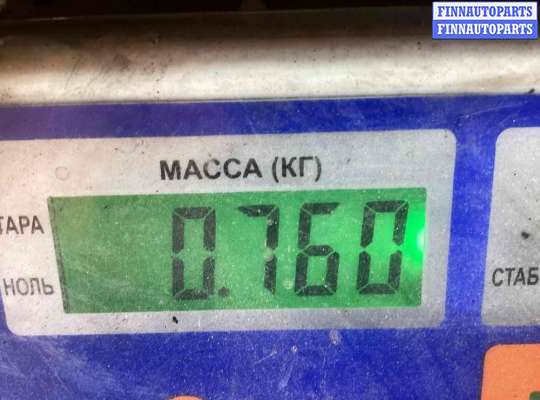 FINNAUTOPARTS
FINNAUTOPARTS
МАССА (КГ)
ТАРА
0.760
НОЛЬ
СТАБ